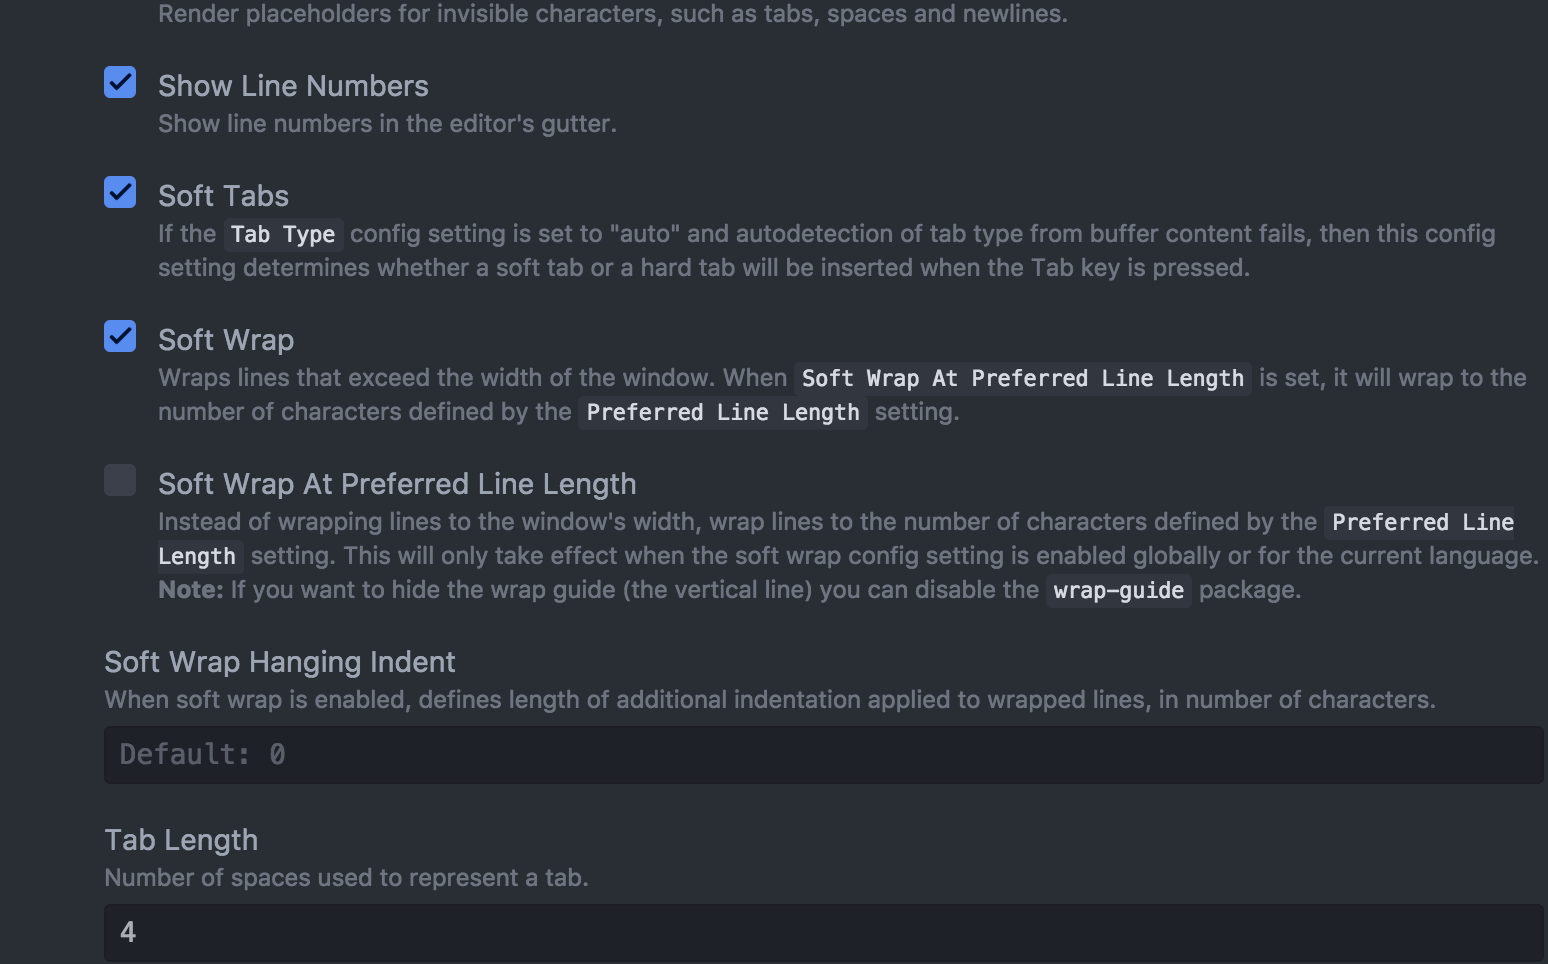 Render placeholders for invisible characters, such as tabs, spaces and newlines.
Show Line Numbers
Show line numbers in the editor's gutter.
Soft Tabs
If the Tab Type config setting is set to "auto" and autodetection of tab type from buffer content fails, then this config
setting determines whether a soft tab or a hard tab will be inserted when the Tab key is pressed.
Soft Wrap
Wraps lines that exceed the width of the window. When Soft Wrap At Preferred Line Length is set, it will wrap to the
number of characters defined by the Preferred Line Length setting.
Soft Wrap At Preferred Line Length
Instead of wrapping lines to the window's width, wrap lines to the number of characters defined by the Preferred Line
Length setting. This will only take effect when the soft wrap config setting is enabled globally or for the current language.
Note: If you want to hide the wrap guide (the vertical line) you can disable the wrap-guide package.
Soft Wrap Hanging Indent
When soft wrap is enabled, defines length of additional indentation applied to wrapped lines, in number of characters.
Default: 0
Tab Length
Number of spaces used to represent a tab.
4